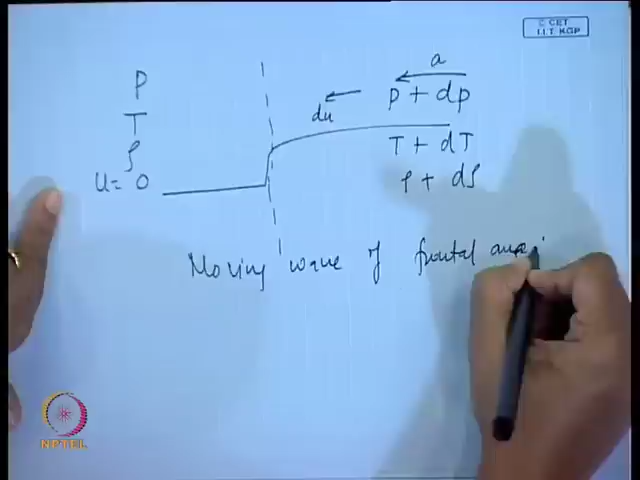 © CET
I.I.T. KGP
a
P
p + dp
du
T
T + dT
ρ
ρ + dρ
u = 0
Moving wave of frontal area
NPTEL